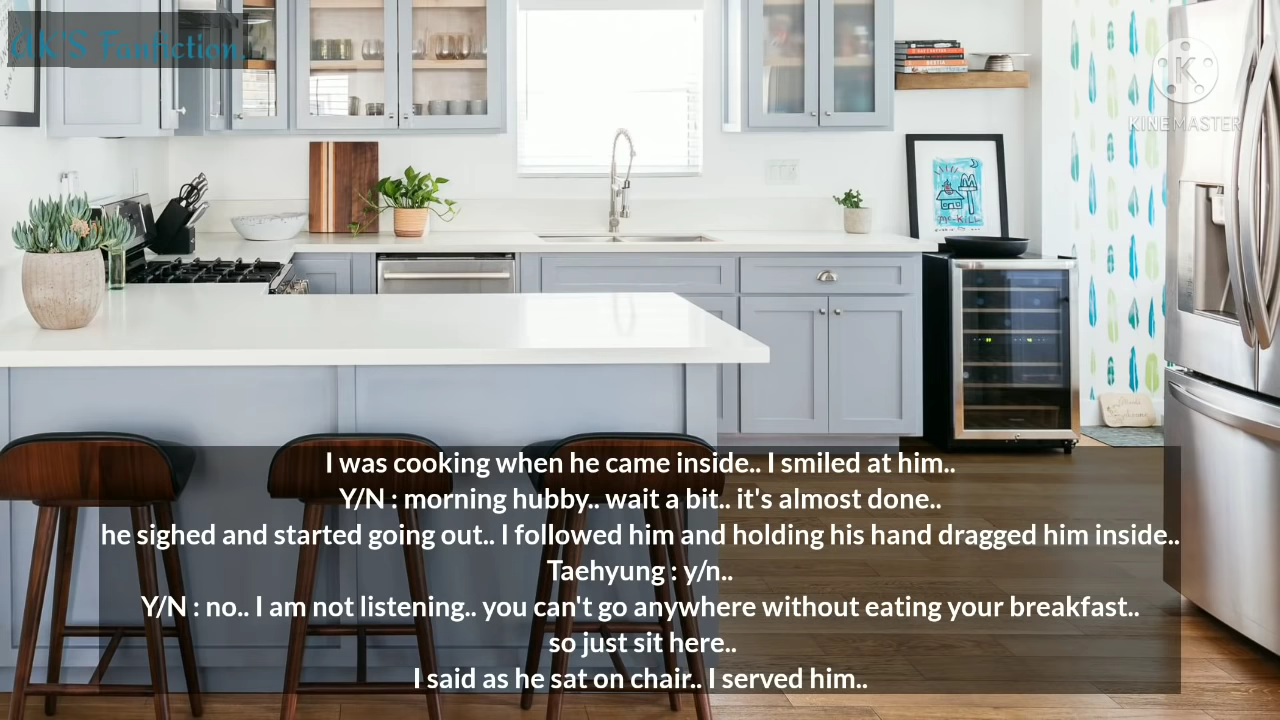 AK'S Fanfiction..
K
KINEMASTER
I was cooking when he came inside.. I smiled at him..
Y/N : morning hubby.. wait a bit.. it's almost done..
he sighed and started going out.. I followed him and holding his hand dragged him inside..
Taehyung : y/n..
Y/N : no.. I am not listening.. you can't go anywhere without eating your breakfast..
so just sit here..
I said as he sat on chair.. I served him..